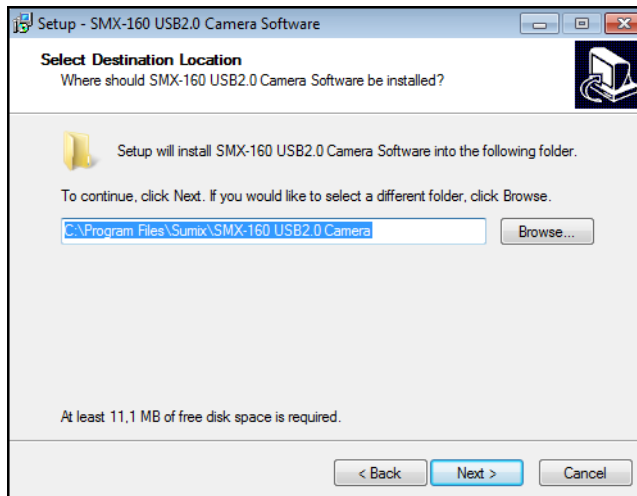 Setup - SMX-160 USB2.0 Camera Software
Select Destination Location
Where should SMX-160 USB2.0 Camera Software be installed?
Setup will install SMX-160 USB2.0 Camera Software into the following folder.
To continue, click Next. If you would like to select a different folder, click Browse.
C:\Program Files\Sumix\SMX-160 USB2.0 Camera
Browse...
At least 11,1 MB of free disk space is required.
< Back
Next >
Cancel